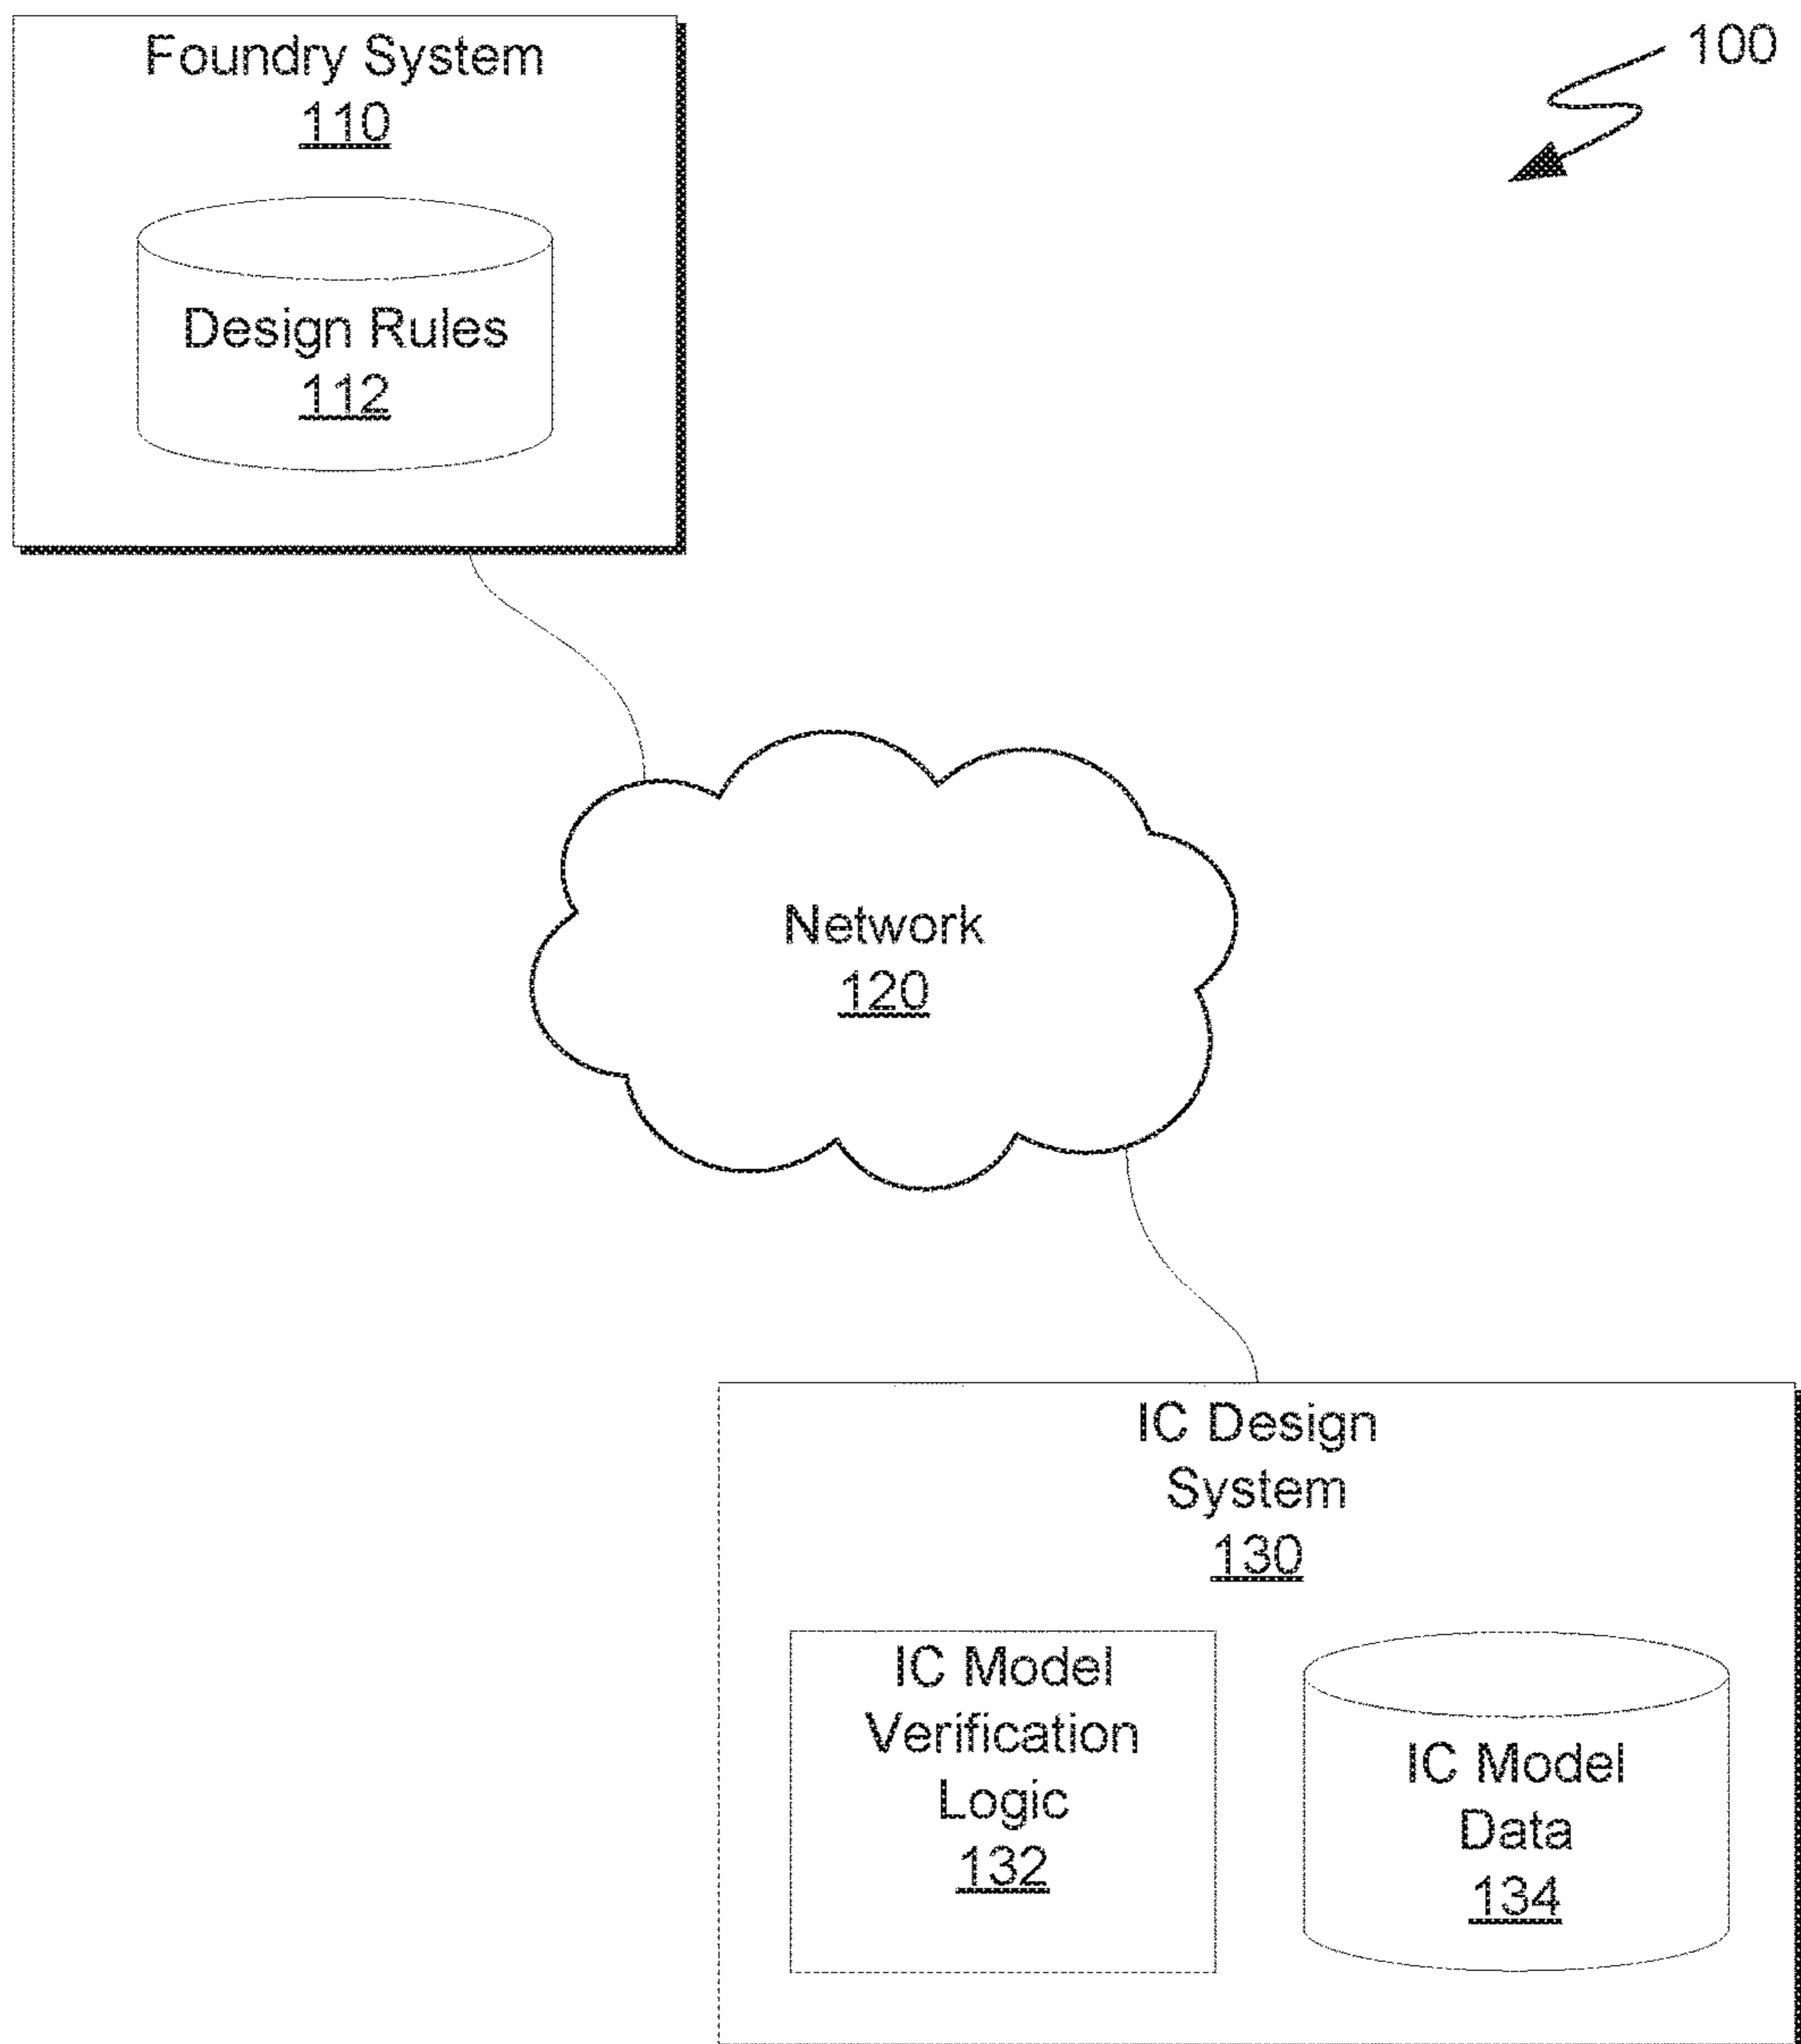 Foundry System
110
100
Design Rules
112
Network
120
IC Design
System
130
IC Model
Verification
Logic
132
IC Model
Data
134